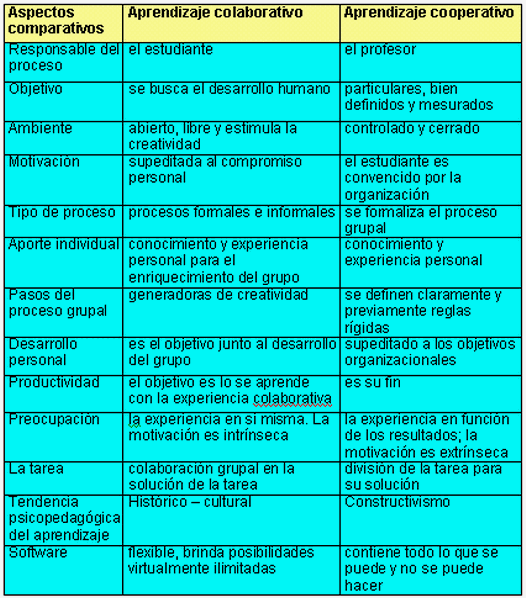 Aspectos comparativos | Aprendizaje colaborativo | Aprendizaje cooperativo
Responsable del proceso | el estudiante | el profesor
Objetivo | se busca el desarrollo humano | particulares, bien definidos y mesurados
Ambiente | abierto, libre y estimula la creatividad | controlado y cerrado
Motivación | supeditada al compromiso personal | el estudiante es convencido por la organización
Tipo de proceso | procesos formales e informales | se formaliza el proceso grupal
Aporte individual | conocimiento y experiencia personal para el enriquecimiento del grupo | conocimiento y experiencia personal
Pasos del proceso grupal | generadoras de creatividad | se definen claramente y previamente reglas rígidas
Desarrollo personal | es el objetivo junto al desarrollo del grupo | supeditado a los objetivos organizacionales
Productividad | el objetivo es lo se aprende con la experiencia colaborativa | es su fin
Preocupación | la experiencia en si misma. La motivación es intrínseca | la experiencia en función de los resultados; la motivación es extrínseca
La tarea | colaboración grupal en la solución de la tarea | división de la tarea para su solución
Tendencia psicopedagógica del aprendizaje | Histórico – cultural | Constructivismo
Software | flexible, brinda posibilidades virtualmente ilimitadas | contiene todo lo que se puede y no se puede hacer